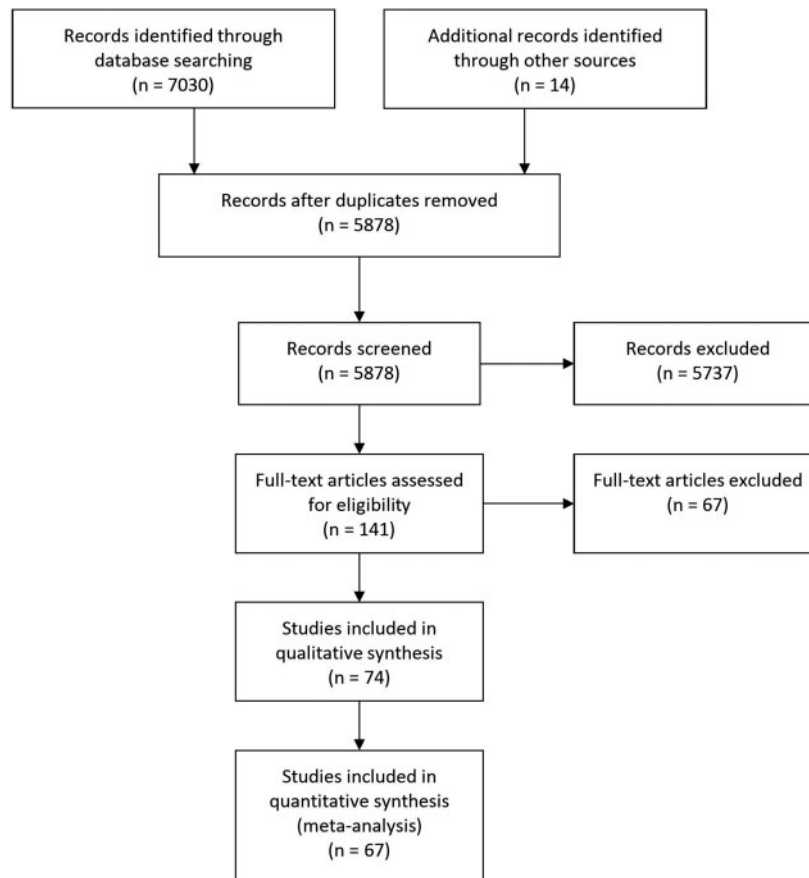 Records identified through
database searching
(n = 7030)
Additional records identified
through other sources
(n = 14)
Records after duplicates removed
(n = 5878)
Records screened
(n = 5878)
Records excluded
(n = 5737)
Full-text articles assessed
for eligibility
(n = 141)
Full-text articles excluded
(n = 67)
Studies included in
qualitative synthesis
(n = 74)
Studies included in
quantitative synthesis
(meta-analysis)
(n = 67)